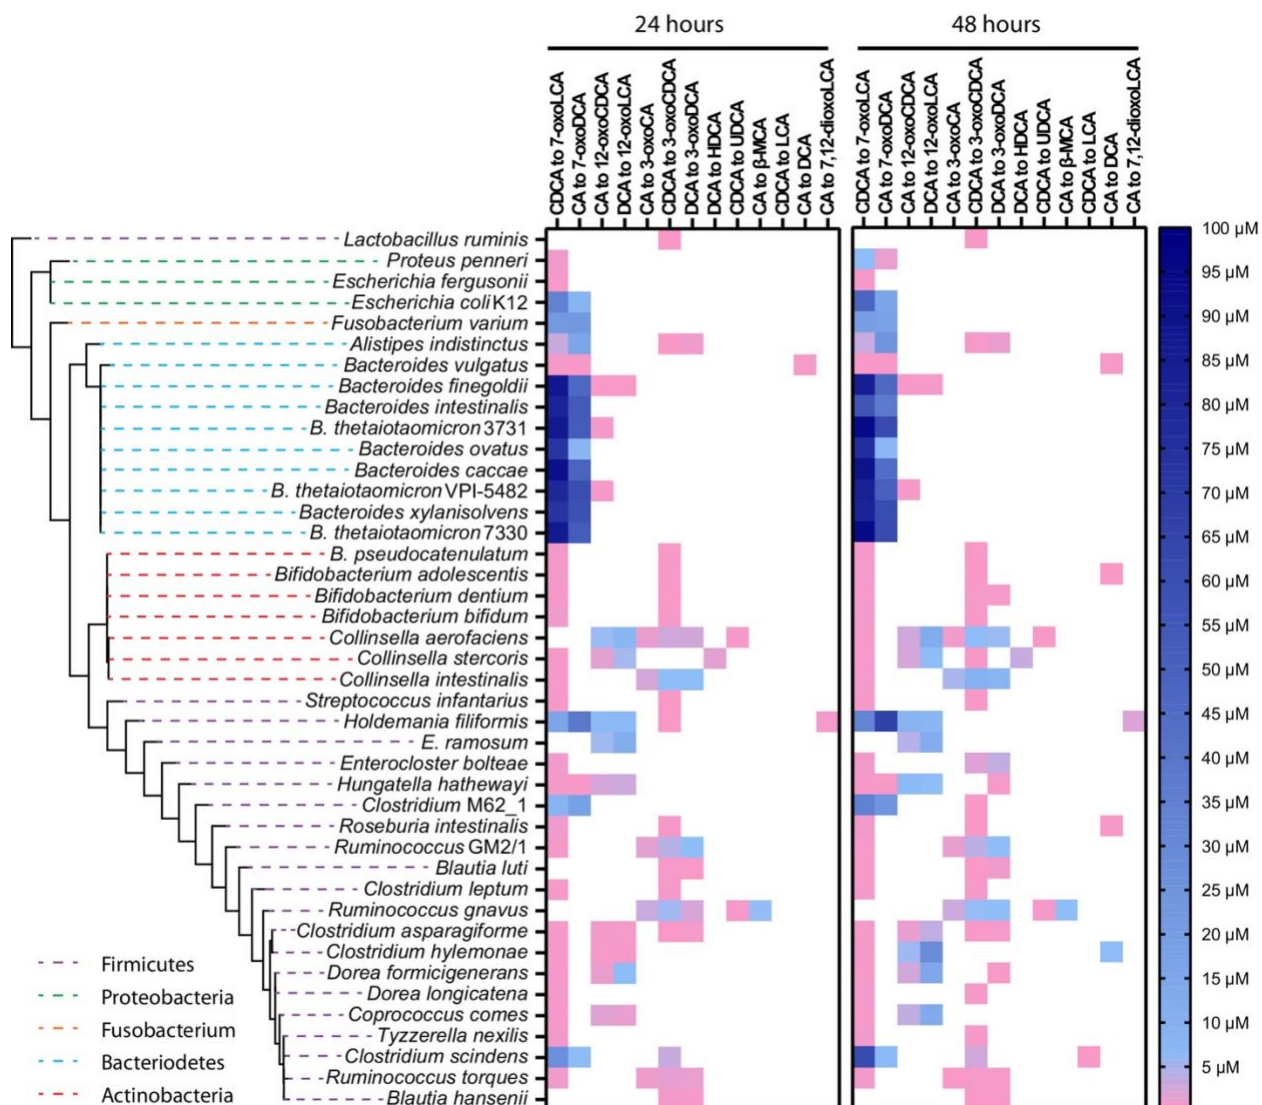 24 hours
48 hours
CDCA to 7-oxoLCA
CA to 7-oxoDCA
CA to 12-oxoCDCA
DCA to 12-oxoLCA
CA to 3-oxoCA
CDCA to 3-oxoCDCA
DCA to 3-oxoDCA
DCA to HDCA
CDCA to UDCA
CA to β-MCA
CDCA to LCA
CA to DCA
CA to 7,12-dioxoLCA
CDCA to 7-oxoLCA
CA to 7-oxoDCA
CA to 12-oxoCDCA
DCA to 12-oxoLCA
CA to 3-oxoCA
CDCA to 3-oxoCDCA
DCA to 3-oxoDCA
DCA to HDCA
CDCA to UDCA
CA to β-MCA
CDCA to LCA
CA to DCA
CA to 7,12-dioxoLCA
Lactobacillus ruminis
Proteus penneri
Escherichia fergusonii
Escherichia coli K12
Fusobacterium varium
Alistipes indistinctus
Bacteroides vulgatus
Bacteroides finegoldii
Bacteroides intestinalis
B. thetaiotaomicron 3731
Bacteroides ovatus
Bacteroides caccae
B. thetaiotaomicron VPI-5482
Bacteroides xylanisolvens
B. thetaiotaomicron 7330
B. pseudocatenulatum
Bifidobacterium adolescentis
Bifidobacterium dentium
Bifidobacterium bifidum
Collinsella aerofaciens
Collinsella stercoris
Collinsella intestinalis
Streptococcus infantarius
Holdemania filiformis
E. ramosum
Enterocloster bolteae
Hungatella hathewayi
Clostridium M62_1
Roseburia intestinalis
Ruminococcus GM2/1
Blautia luti
Clostridium leptum
Ruminococcus gnavus
Clostridium asparagiforme
Clostridium hylemonae
Dorea formicigenerans
Dorea longicatena
Coprococcus comes
Tyzzerella nexilis
Clostridium scindens
Ruminococcus torques
Blautia hansenii
Firmicutes
Proteobacteria
Fusobacterium
Bacteriodetes
Actinobacteria
100 µM
95 µM
90 µM
85 µM
80 µM
75 µM
70 µM
65 µM
60 µM
55 µM
50 µM
45 µM
40 µM
35 µM
30 µM
25 µM
20 µM
15 µM
10 µM
5 µM